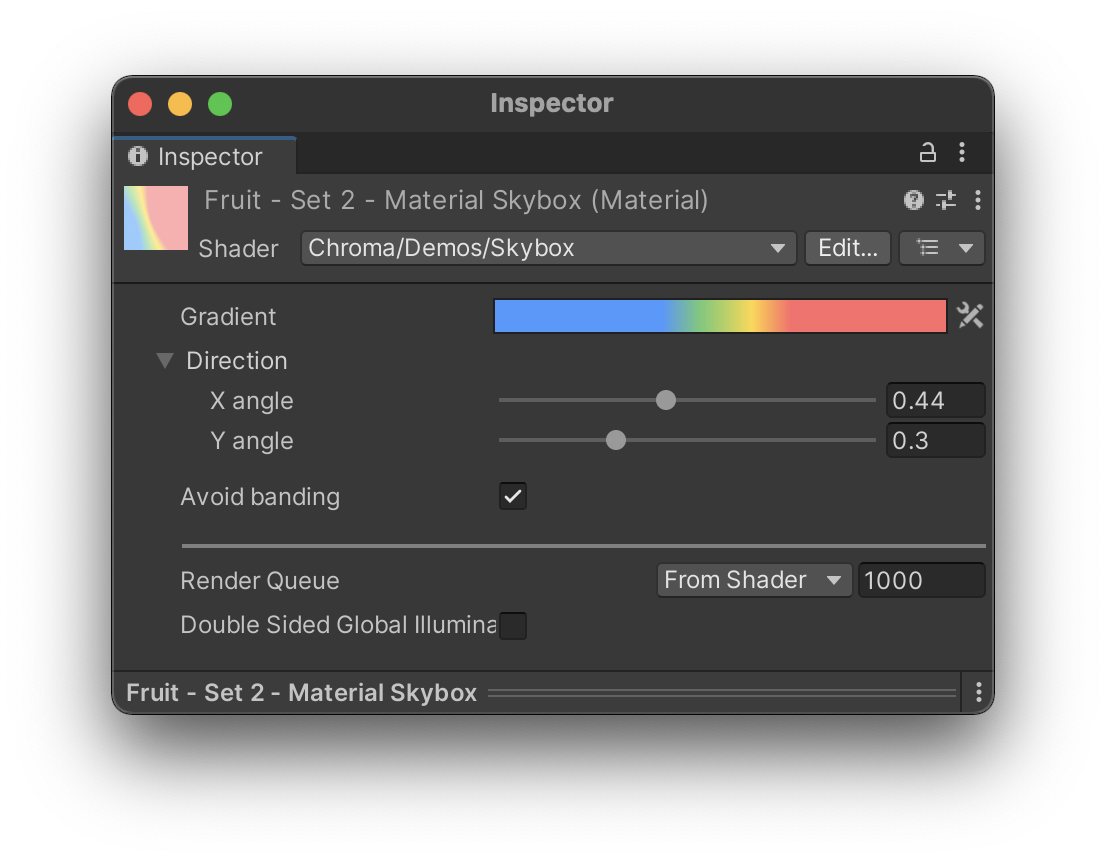 Inspector
Inspector
Fruit - Set 2 - Material Skybox (Material)
Shader Chroma/Demos/Skybox Edit...
Gradient
Direction
X angle 0.44
Y angle 0.3
Avoid banding
Render Queue From Shader 1000
Double Sided Global Illumina
Fruit - Set 2 - Material Skybox